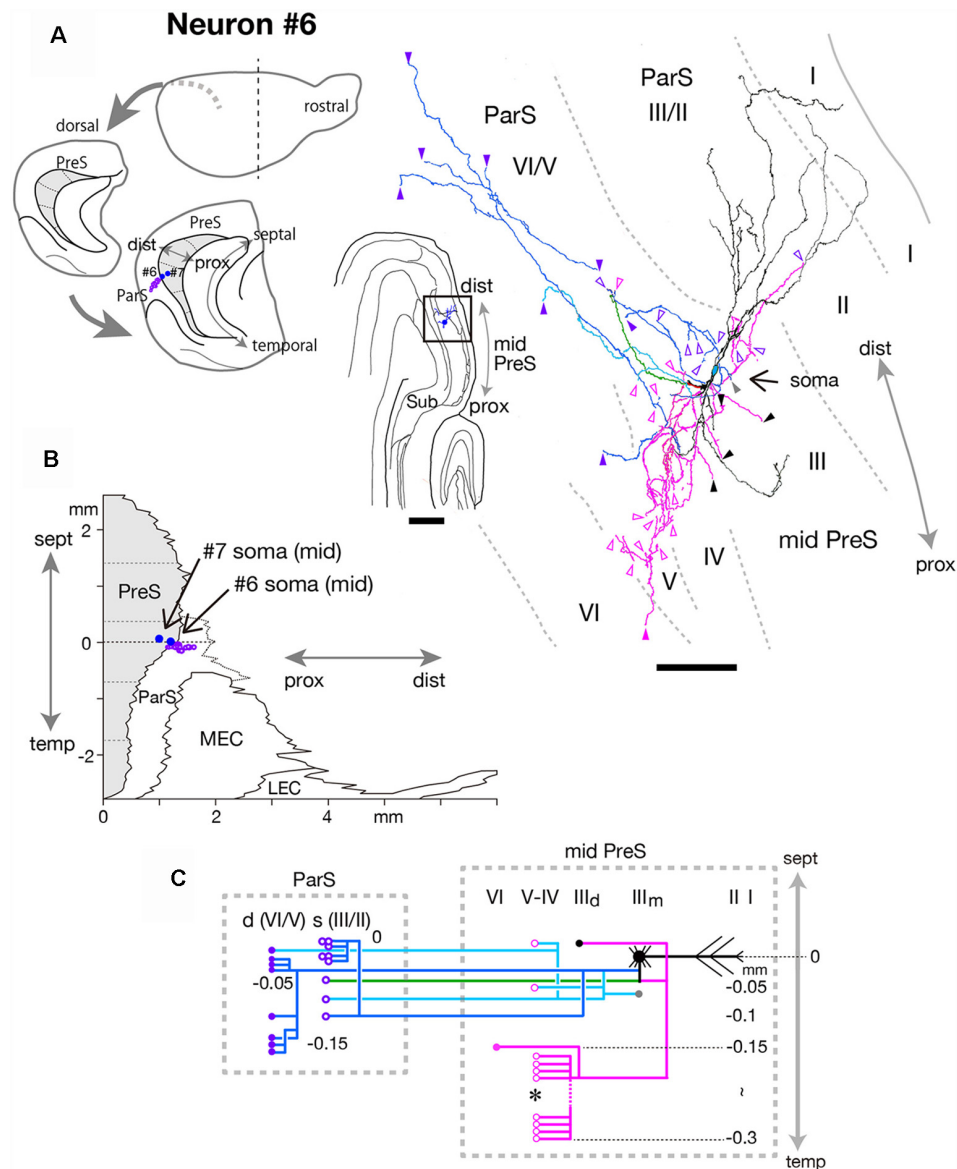 Neuron #6
A
dorsal
rostral
PreS
PreS
dist
septal
#6
#7
prox
ParS
temporal
dist
mid
PreS
Sub
prox
ParS
VI/V
ParS
III/II
I
I
II
dist
soma
III
mid PreS
IV
V
VI
prox
B
mm
2
sept
#7 soma (mid)
#6 soma (mid)
PreS
0
prox
dist
ParS
temp
MEC
-2
LEC
0
2
4
mm
C
mid PreS
sept
ParS
VI
V-IV
IIId
IIIm
II I
d (VI/V)
s (III/II)
0
0
mm
-0.05
-0.05
-0.1
-0.15
-0.15
*
~
-0.3
temp